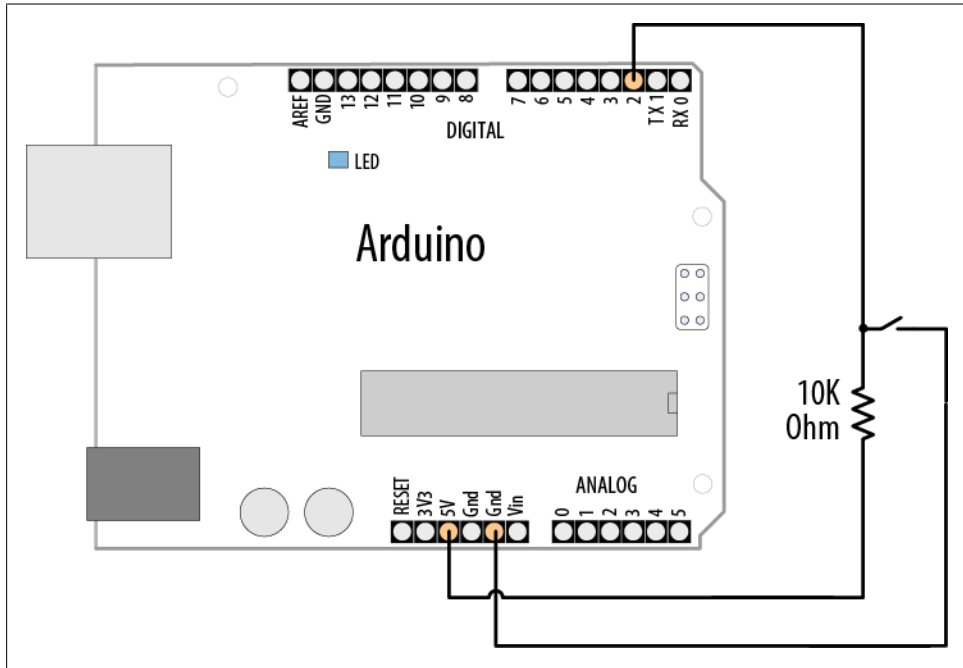 AREF
GND
13
12
11
10
9
8
7
6
5
4
3
2
TX 1
RX 0
DIGITAL
LED
Arduino
10K
Ohm
RESET
3V3
5V
Gnd
Gnd
Vin
ANALOG
0
1
2
3
4
5